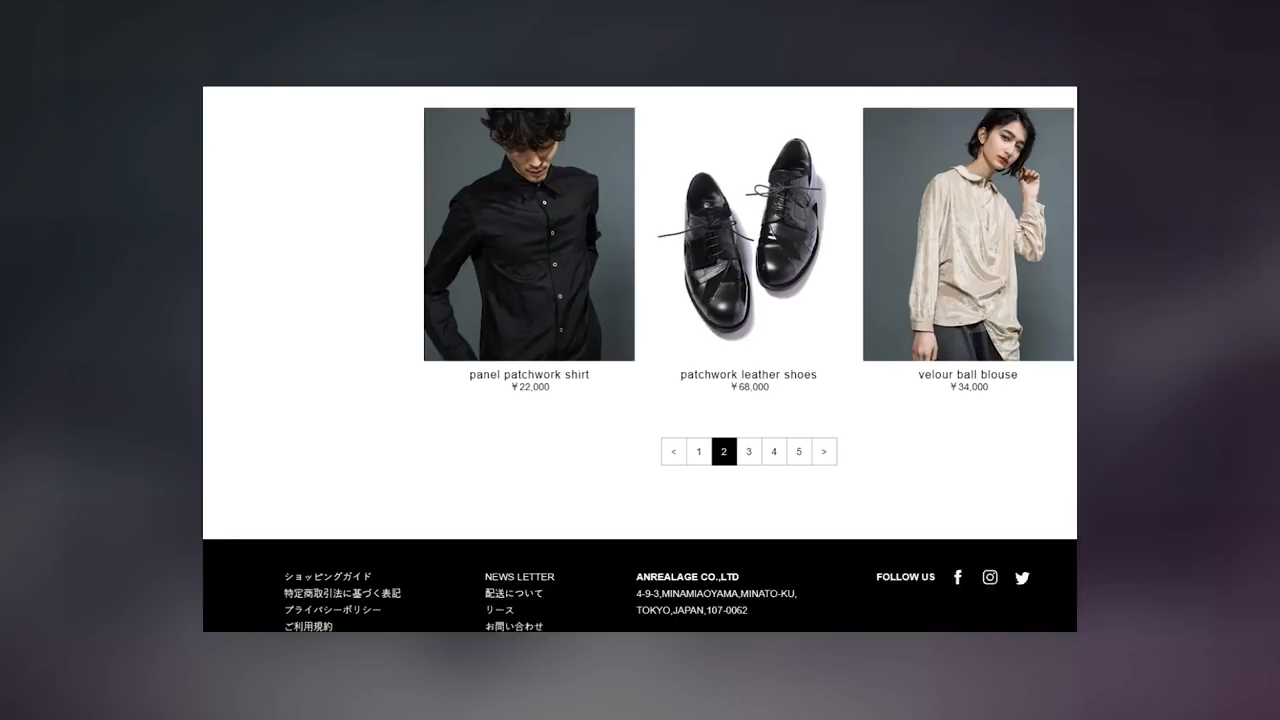 panel patchwork shirt
¥22,000
patchwork leather shoes
¥68,000
velour ball blouse
¥34,000
< 1 2 3 4 5 >
ショッピングガイド
特定商取引法に基づく表記
プライバシーポリシー
ご利用規約
NEWS LETTER
配送について
リース
お問い合わせ
ANREALAGE CO.,LTD
4-9-3,MINAMIAOYAMA,MINATO-KU,
TOKYO,JAPAN,107-0062
FOLLOW US